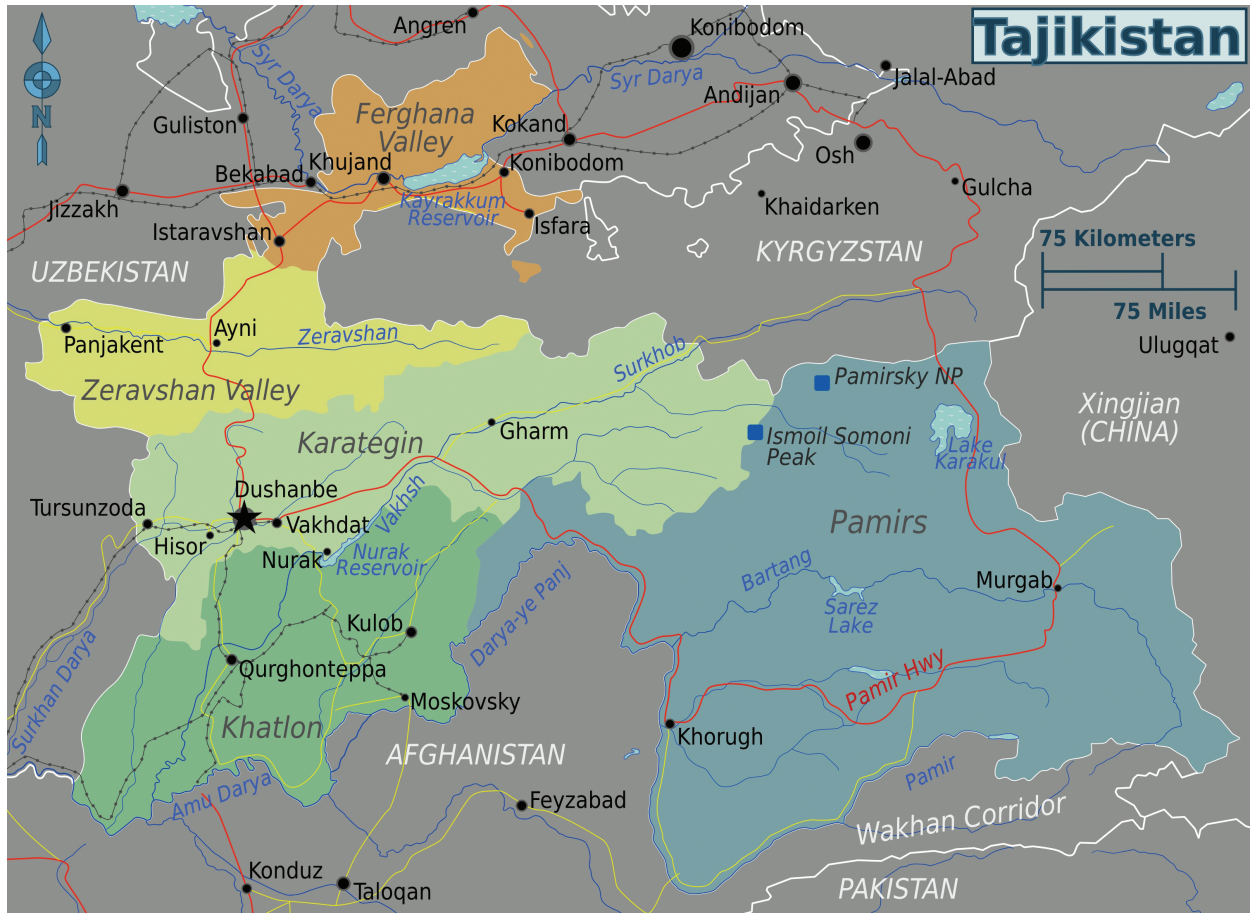 Tajikistan
Angren
Konibodom
Syr Darya
Syr Darya
Jalal-Abad
Andijan
Guliston
Ferghana
Valley
Kokand
N
Osh
Bekabad
Khujand
Konibodom
Gulcha
Jizzakh
Kayrakkum
Reservoir
Khaidarken
Istaravshan
Isfara
75 Kilometers
UZBEKISTAN
KYRGYZSTAN
75 Miles
Ayni
Zeravshan
Panjakent
Surkhob
Ulugqat
Zeravshan Valley
Pamirsky NP
Xingjian
(CHINA)
Karategin
Gharm
Ismoil Somoni
Peak
Lake
Karakul
Dushanbe
Vakhsh
Tursunzoda
Vakhdat
Pamirs
Hisor
Nurak
Nurak
Reservoir
Bartang
Murgab
Darya-ye Panj
Sarez
Lake
Kulob
Surkhan Darya
Qurghonteppa
Pamir Hwy
Moskovsky
Khatlon
Khorugh
AFGHANISTAN
Pamir
Amu Darya
Feyzabad
Wakhan Corridor
Konduz
Taloqan
PAKISTAN